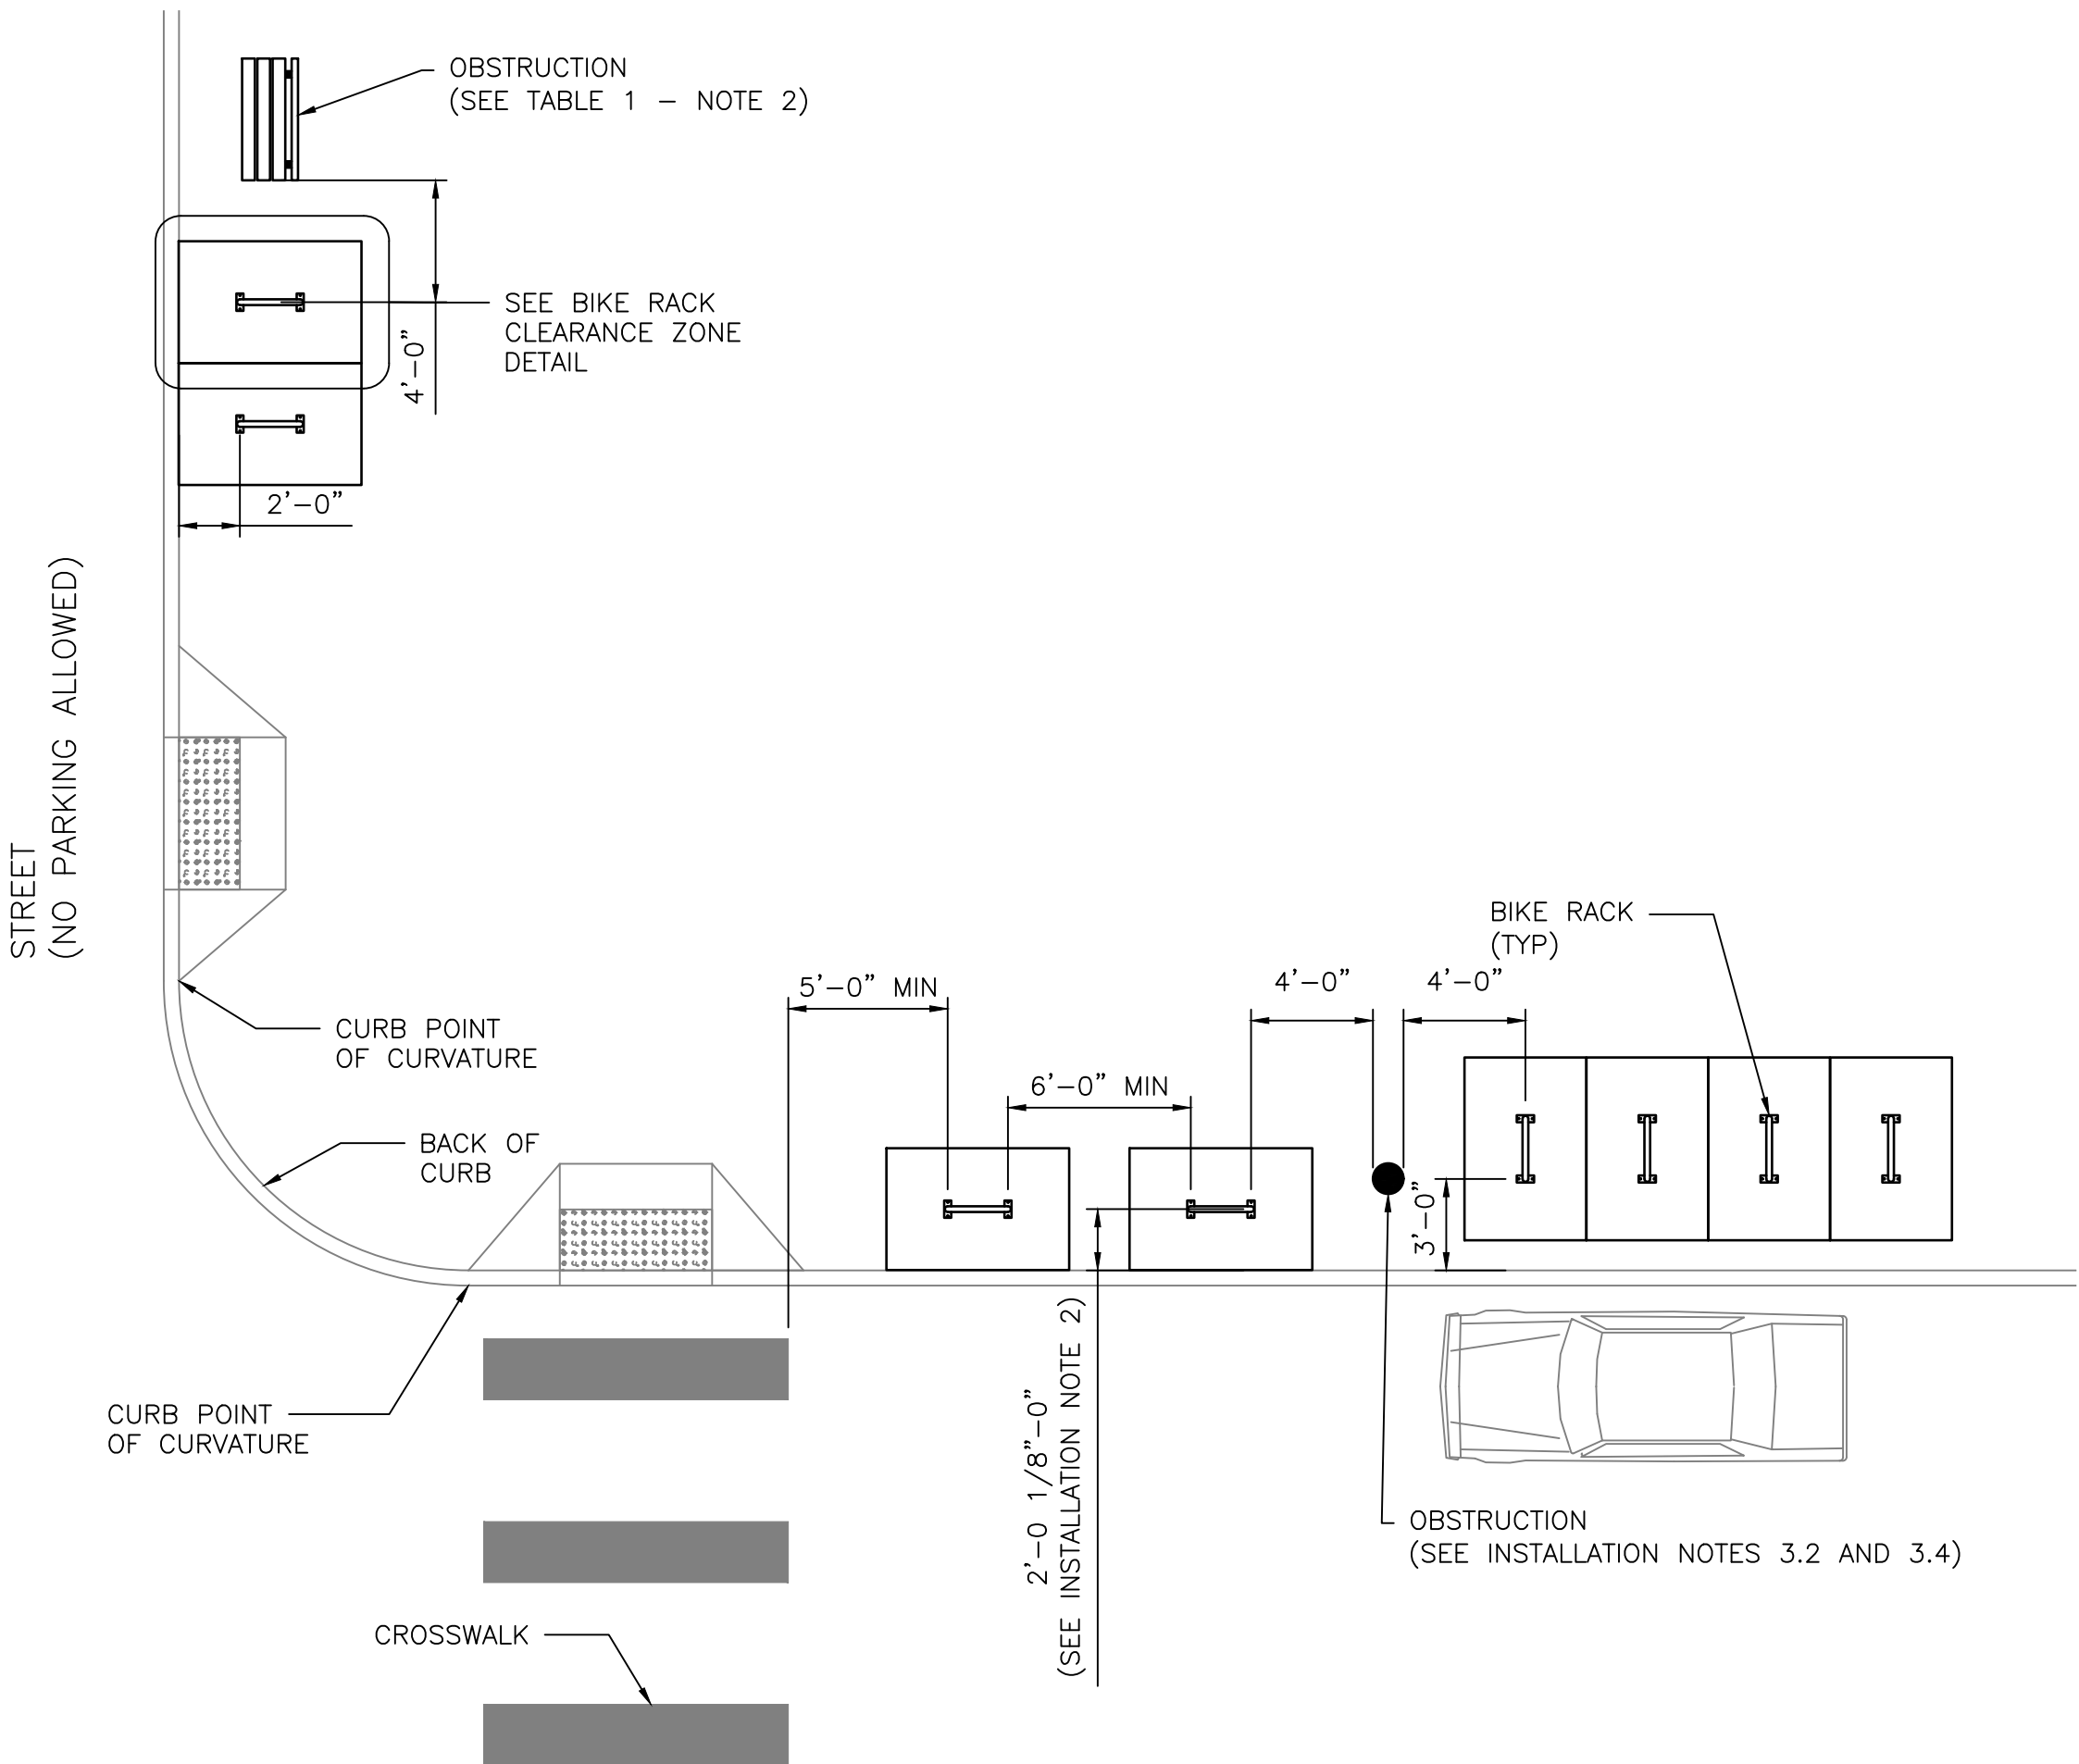 OBSTRUCTION
(SEE TABLE 1 - NOTE 2)
SEE BIKE RACK
CLEARANCE ZONE
DETAIL
4'-0"
2'-0"
STREET
(NO PARKING ALLOWED)
BIKE RACK
(TYP)
5'-0" MIN
4'-0"
4'-0"
CURB POINT
OF CURVATURE
6'-0" MIN
BACK OF
CURB
3'-0"
2'-0 1/8"-0"
(SEE INSTALLATION NOTE 2)
CURB POINT
OF CURVATURE
OBSTRUCTION
(SEE INSTALLATION NOTES 3.2 AND 3.4)
CROSSWALK